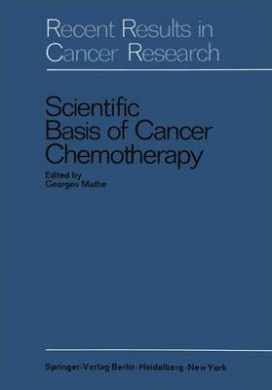 Recent Results in
Cancer Research
Scientific
Basis of Cancer
Chemotherapy
Edited by
Georges Mathe
Springer-Verlag Berlin·Heidelberg·New York